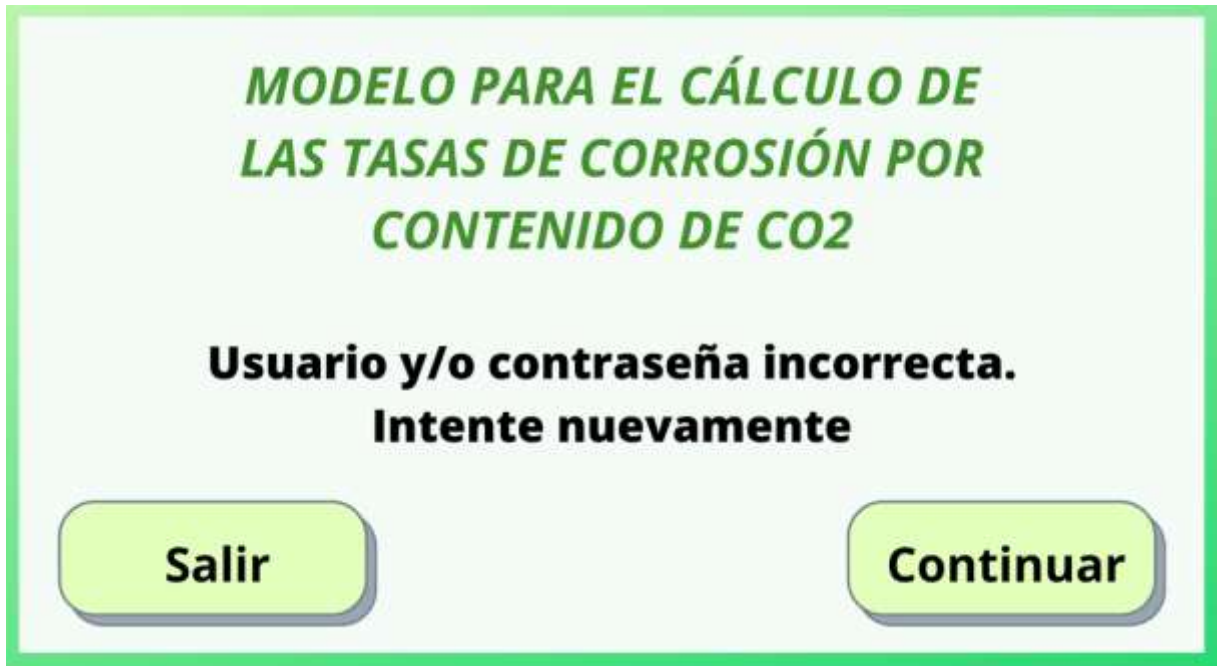 MODELO PARA EL CÁLCULO DE
LAS TASAS DE CORROSIÓN POR
CONTENIDO DE CO2
Usuario y/o contraseña incorrecta.
Intente nuevamente
Salir
Continuar